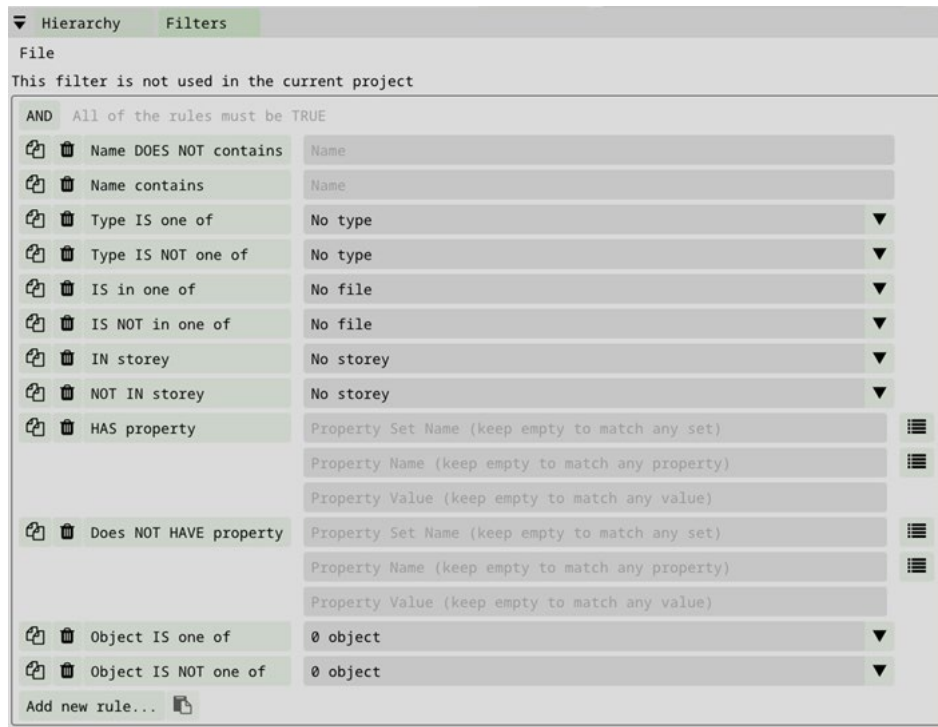 Hierarchy Filters
File
This filter is not used in the current project
AND All of the rules must be TRUE
Name DOES NOT contains Name
Name contains Name
Type IS one of No type
Type IS NOT one of No type
IS in one of No file
IS NOT in one of No file
IN storey No storey
NOT IN storey No storey
HAS property Property Set Name (keep empty to match any set)
Property Name (keep empty to match any property)
Property Value (keep empty to match any value)
Does NOT HAVE property Property Set Name (keep empty to match any set)
Property Name (keep empty to match any property)
Property Value (keep empty to match any value)
Object IS one of 0 object
Object IS NOT one of 0 object
Add new rule...